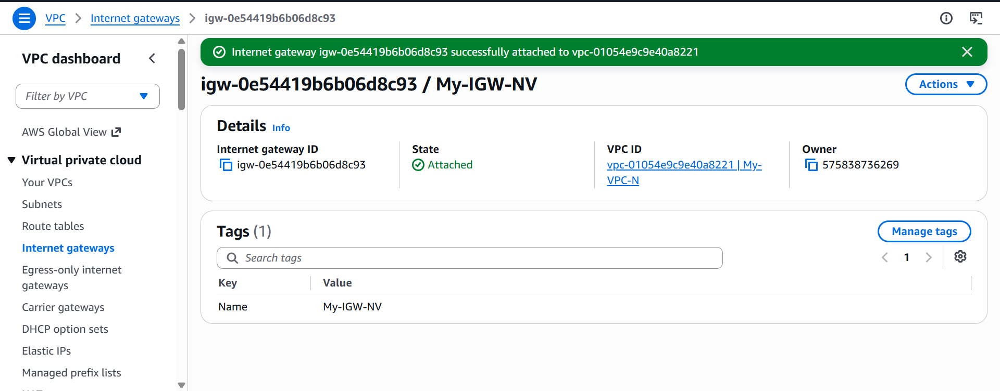 VPC > Internet gateways > igw-0e54419b6b06d8c93
VPC dashboard
Filter by VPC
AWS Global View
Virtual private cloud
Your VPCs
Subnets
Route tables
Internet gateways
Egress-only internet
gateways
Carrier gateways
DHCP option sets
Elastic IPs
Managed prefix lists
Internet gateway igw-0e54419b6b06d8c93 successfully attached to vpc-01054e9c9e40a8221
igw-0e54419b6b06d8c93 / My-IGW-NV
Actions
Details Info
Internet gateway ID
igw-0e54419b6b06d8c93
State
Attached
VPC ID
vpc-01054e9c9e40a8221 | My-
VPC-N
Owner
575838736269
Tags (1)
Manage tags
Search tags
1
Key Value
Name My-IGW-NV